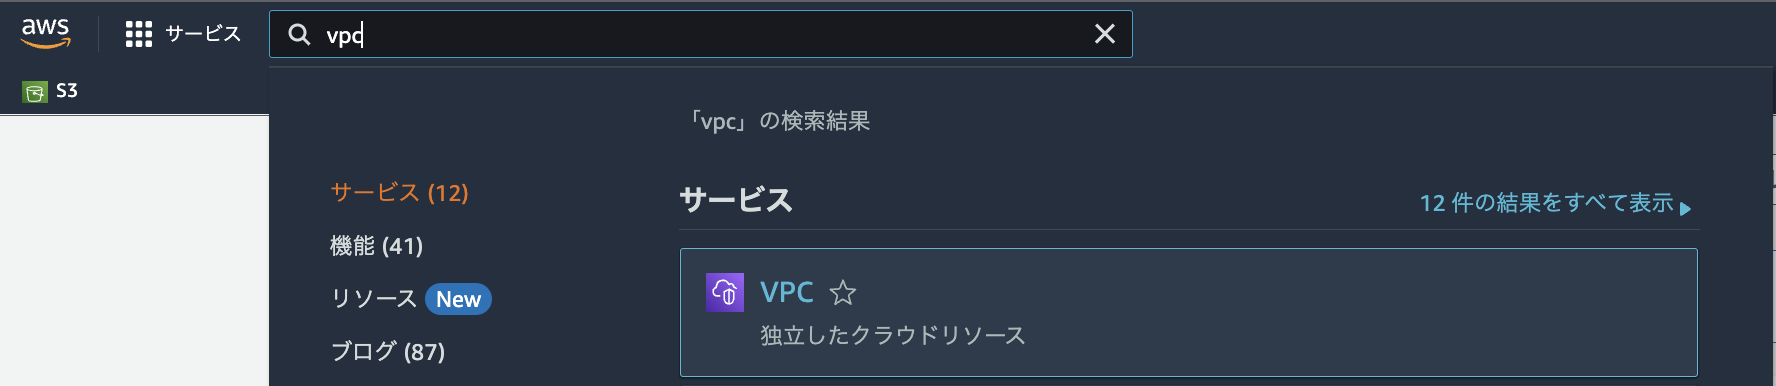 aws
サービス
vpc
S3
「vpc」の検索結果
サービス (12)
機能 (41)
リソース New
ブログ (87)
サービス
12 件の結果をすべて表示
VPC
独立したクラウドリソース